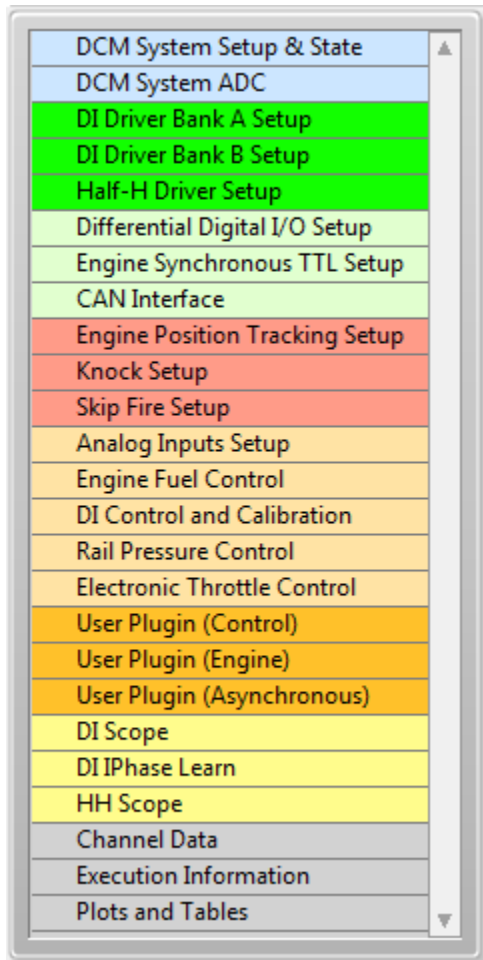 DCM System Setup & State
DCM System ADC
DI Driver Bank A Setup
DI Driver Bank B Setup
Half-H Driver Setup
Differential Digital I/O Setup
Engine Synchronous TTL Setup
CAN Interface
Engine Position Tracking Setup
Knock Setup
Skip Fire Setup
Analog Inputs Setup
Engine Fuel Control
DI Control and Calibration
Rail Pressure Control
Electronic Throttle Control
User Plugin (Control)
User Plugin (Engine)
User Plugin (Asynchronous)
DI Scope
DI IPhase Learn
HH Scope
Channel Data
Execution Information
Plots and Tables